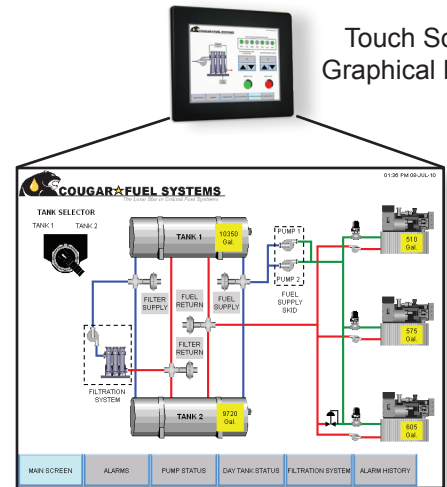 Touch Sc
Graphical I
COUGAR FUEL SYSTEMS
01:36 PM 09-JUL-10
COUGAR FUEL SYSTEMS
The Lone Star in Critical Fuel Systems
TANK SELECTOR
TANK 1 TANK 2
TANK 1
10350
Gal.
PUMP 1
PUMP 2
510
Gal.
FILTER
SUPPLY
FUEL
RETURN
FUEL
SUPPLY
FUEL
SUPPLY
SKID
575
Gal.
FILTER
RETURN
FILTRATION
SYSTEM
TANK 2
9720
Gal.
605
Gal.
MAIN SCREEN
ALARMS
PUMP STATUS
DAY TANK STATUS
FILTRATION SYSTEM
ALARM HISTORY